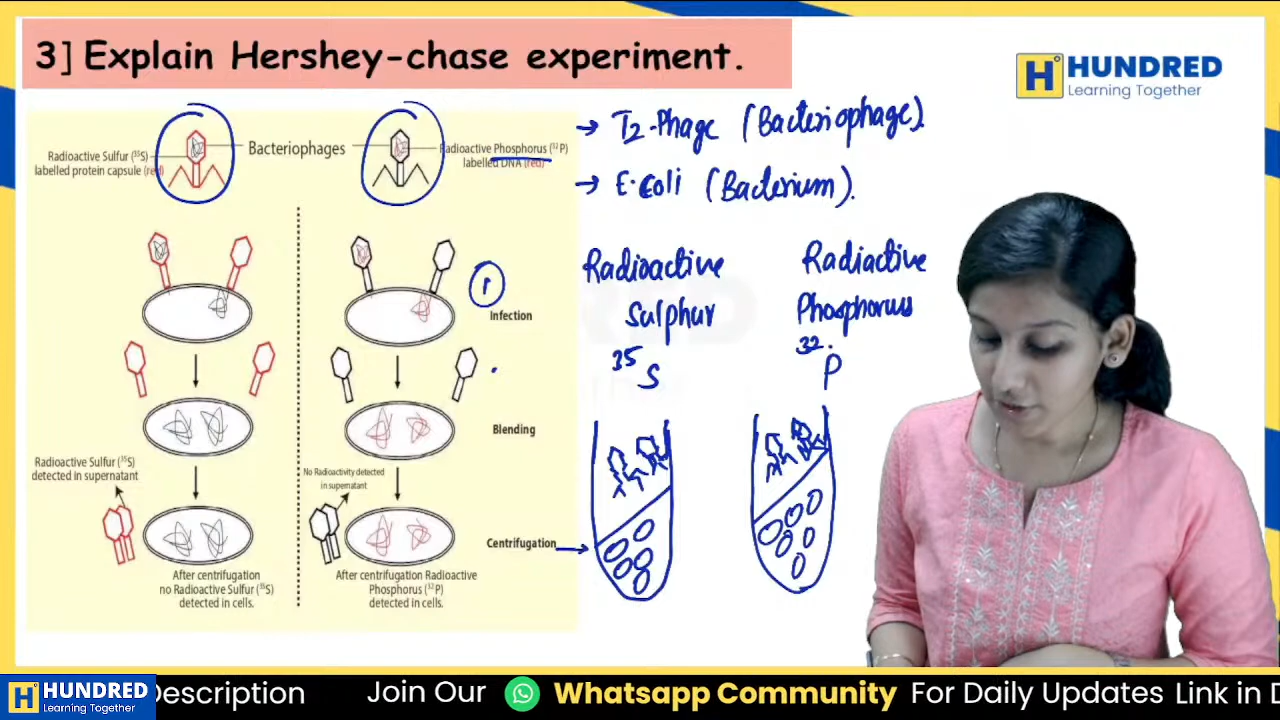 3] Explain Hershey-chase experiment.
HUNDRED
Learning Together
Radioactive Sulfur (³⁵S)
labelled protein capsule (red)
Bacteriophages
Radioactive Phosphorus (³²P)
labelled DNA (red)
→ T2-Phage (Bacteriophage).
→ E.Coli (Bacterium).
Radioactive
Sulphur
³⁵S
Radiactive
Phosphorus
³²P
1
Infection
Blending
Radioactive Sulfur (³⁵S)
detected in supernatant
No Radioactivity detected
in supernatant
Centrifugation
After centrifugation
no Radioactive Sulfur (³⁵S)
detected in cells.
After centrifugation Radioactive
Phosphorus (³²P)
detected in cells.
HUNDRED
Learning Together
Description Join Our Whatsapp Community For Daily Updates Link in D